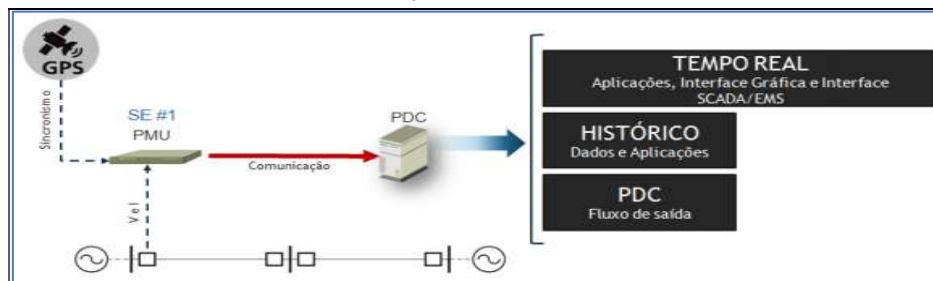 GPS
Sincronismo
SE #1
PMU
V e I
Comunicação
PDC
TEMPO REAL
Aplicações, Interface Gráfica e Interface
SCADA/EMS
HISTÓRICO
Dados e Aplicações
PDC
Fluxo de saída